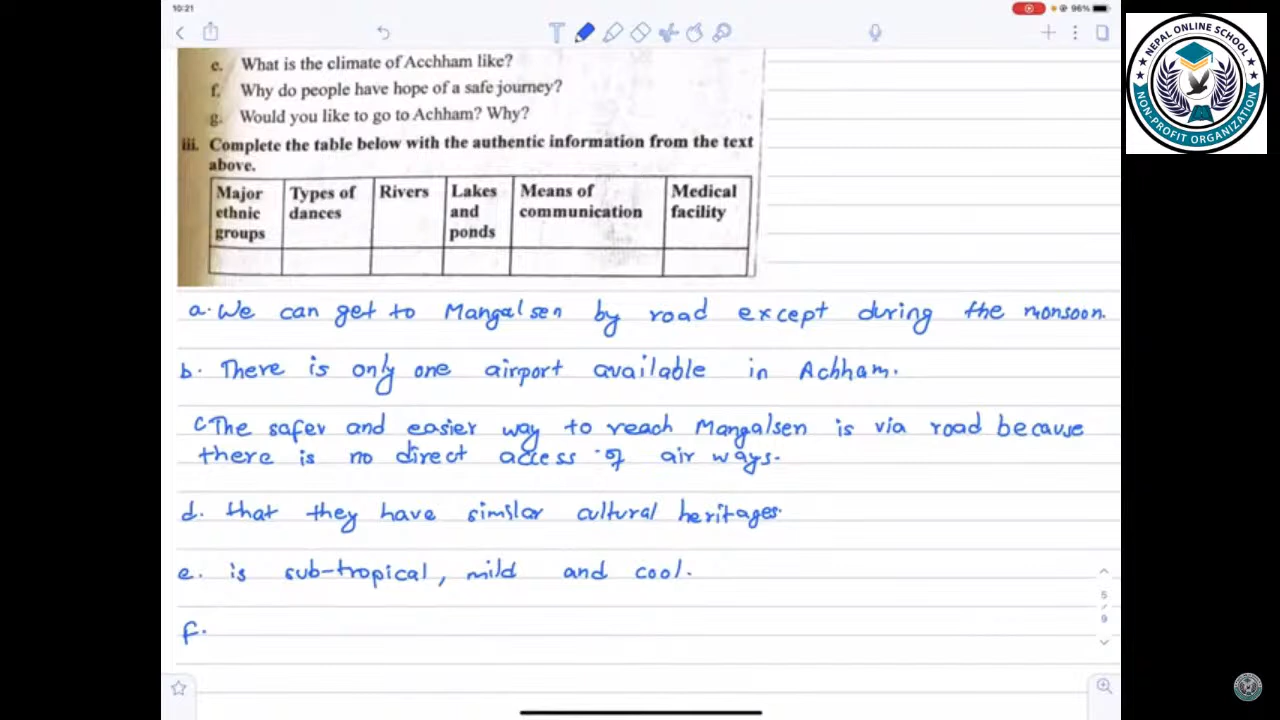 10:21
96%
NEPAL ONLINE SCHOOL
NON-PROFIT ORGANIZATION
e. What is the climate of Acchham like?
f. Why do people have hope of a safe journey?
g. Would you like to go to Achham? Why?
iii. Complete the table below with the authentic information from the text
above.
Major ethnic groups
Types of dances
Rivers
Lakes and ponds
Means of communication
Medical facility
a. We can get to Mangalsen by road except during the monsoon.
b. There is only one airport available in Achham.
c The safer and easier way to reach Mangalsen is via road because
there is no direct access of air ways.
d. that they have similar cultural heritages.
e. is sub-tropical, mild and cool.
f.
5
/
9